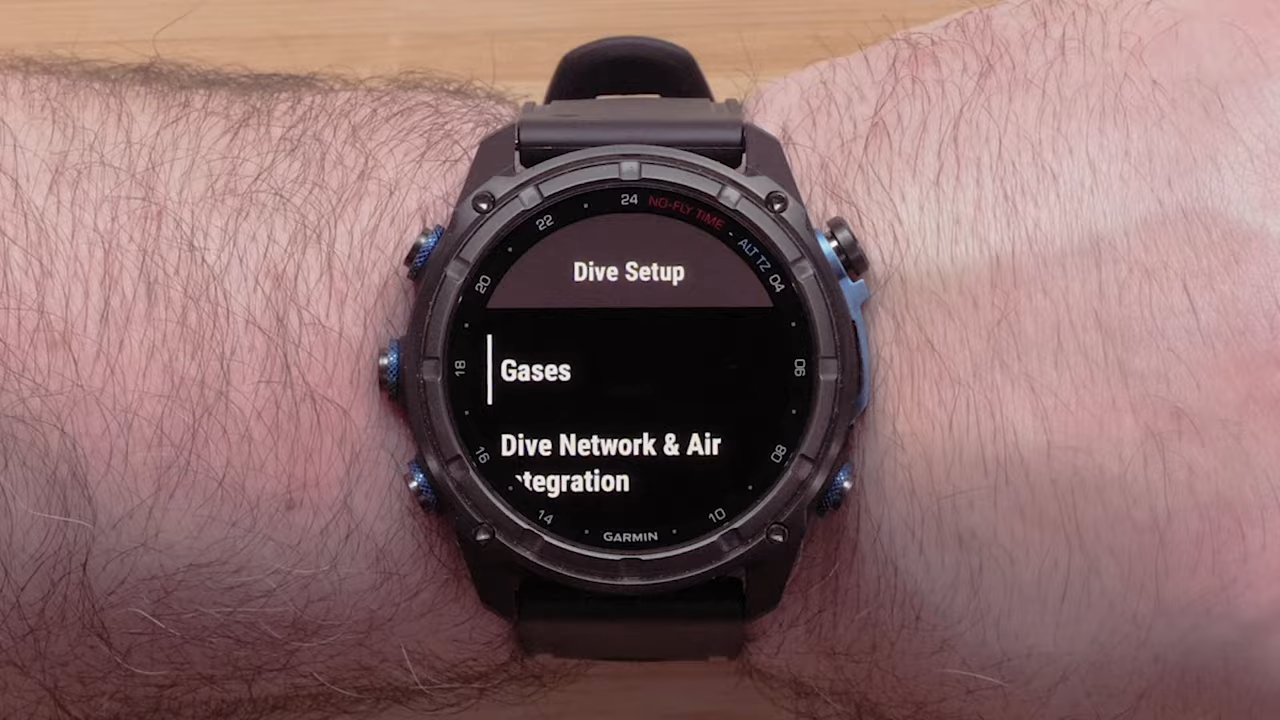 24
NO-FLY TIME
ALT TZ
04
06
08
10
GARMIN
14
16
18
20
22
Dive Setup
Gases
Dive Network & Air
ntegration